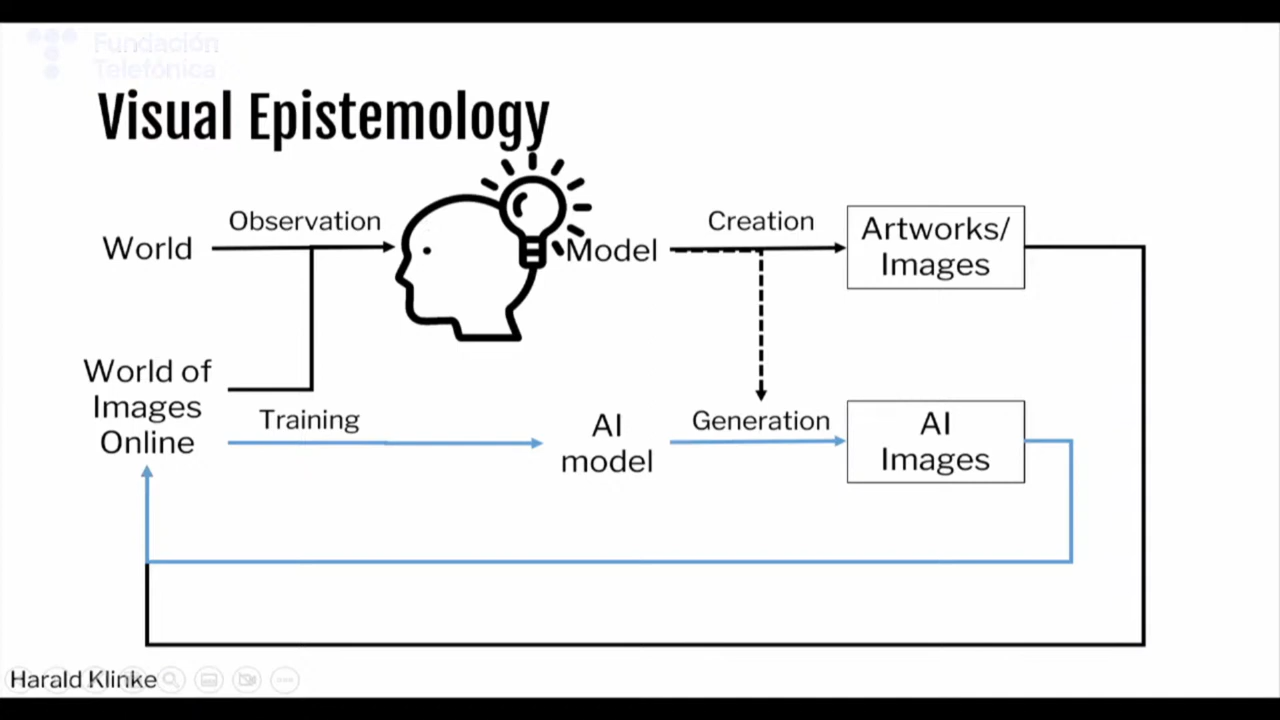 Fundación
Telefónica
Visual Epistemology
World
Observation
Model
Creation
Artworks/
Images
World of
Images
Online
Training
AI
model
Generation
AI
Images
Harald Klinke